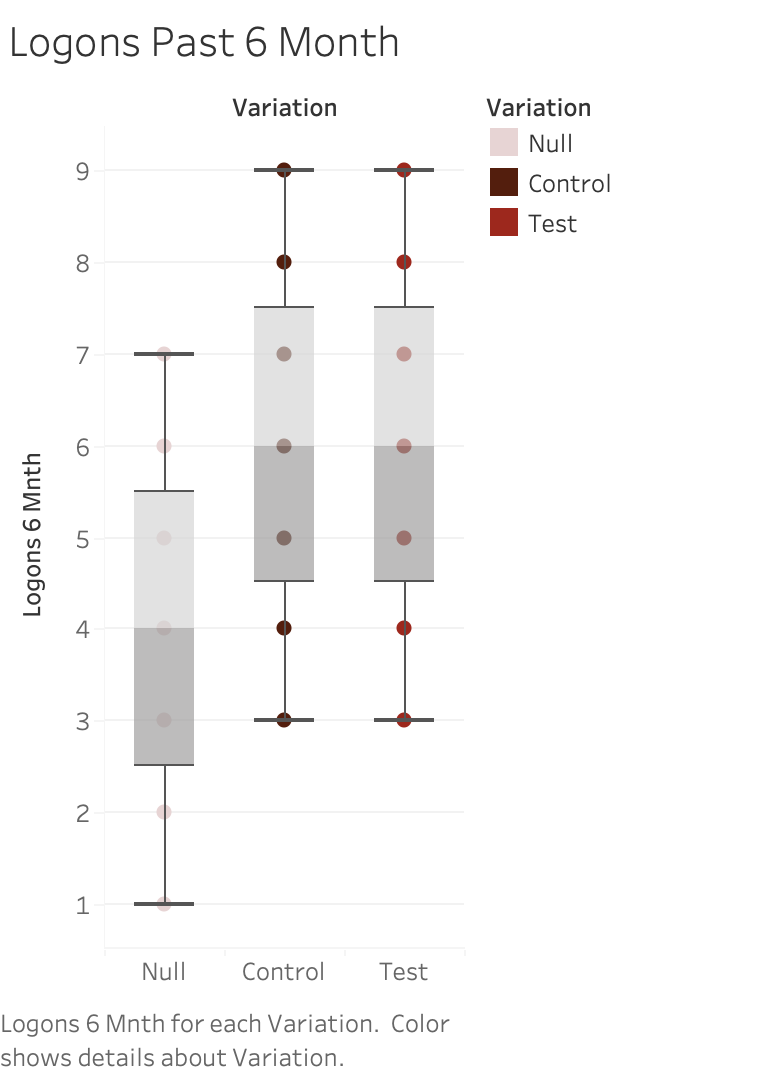 Logons Past 6 Month
Variation
Variation
Null
Control
Test
9
8
7
6
5
4
3
2
1
Logons 6 Mnth
Null
Control
Test
Logons 6 Mnth for each Variation.  Color
shows details about Variation.